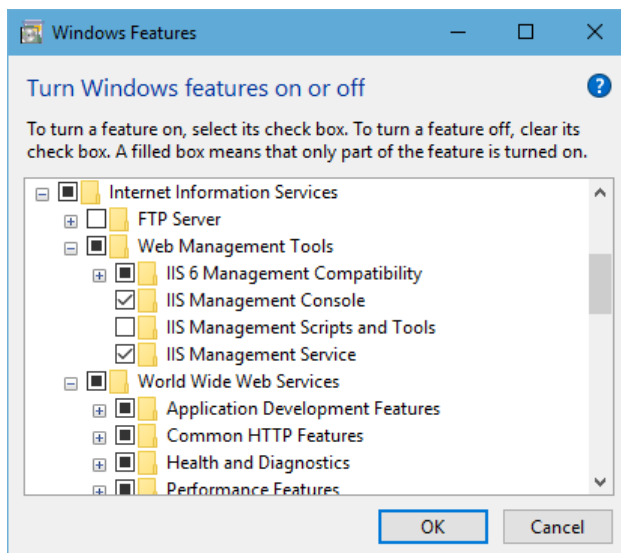 Windows Features
Turn Windows features on or off
?
To turn a feature on, select its check box. To turn a feature off, clear its
check box. A filled box means that only part of the feature is turned on.
Internet Information Services
FTP Server
Web Management Tools
IIS 6 Management Compatibility
IIS Management Console
IIS Management Scripts and Tools
IIS Management Service
World Wide Web Services
Application Development Features
Common HTTP Features
Health and Diagnostics
Performance Features
OK Cancel